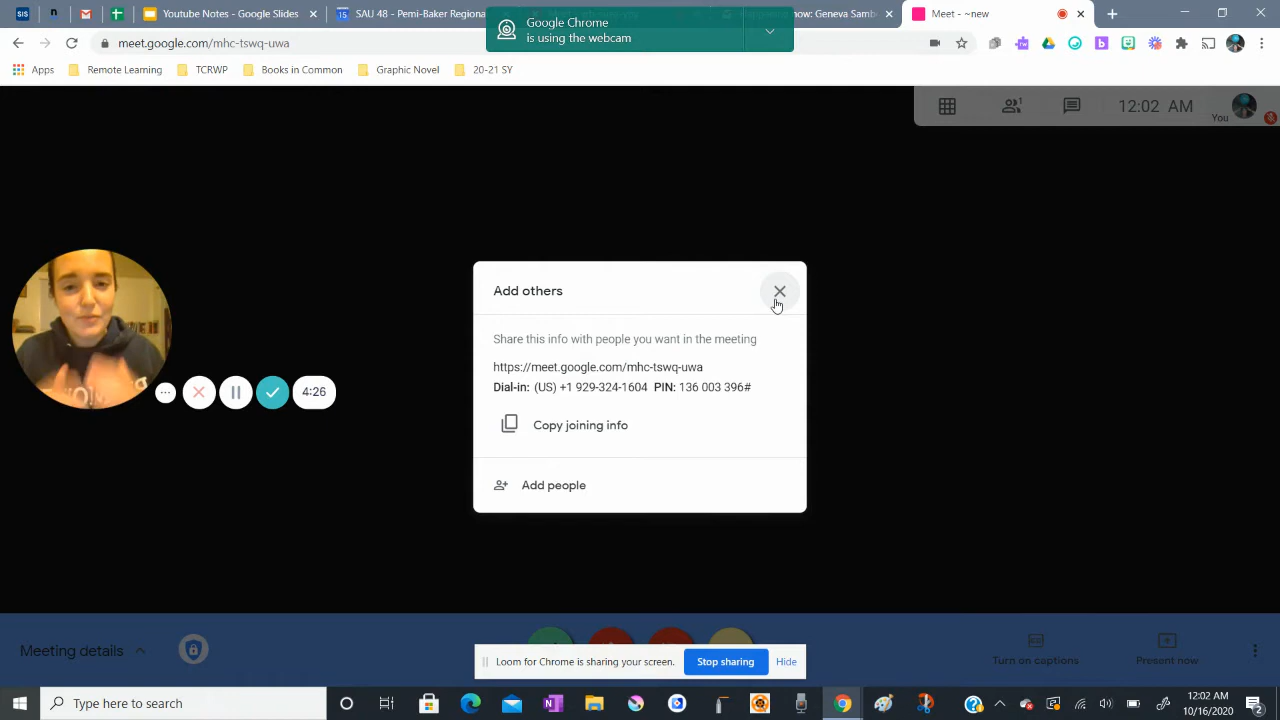 Youtube Notes - Google
SAU 48 - Pemi-Baker Regiona
now: Geneva Samb
Meet - ~new
Google Chrome
is using the webcam
meet.google.com/mhc-tswq-uwa
Apps
Remote Learning
TCRWP
Books in Common
Graphic Novel
20-21 SY
1
12:02 AM
You
Add others
Share this info with people you want in the meeting
https://meet.google.com/mhc-tswq-uwa
Dial-in: (US) +1 929-324-1604 PIN: 136 003 396#
Copy joining info
Add people
4:26
Meeting details
Turn on captions
Present now
Loom for Chrome is sharing your screen.
Stop sharing
Hide
Type here to search
12:02 AM
10/16/2020
2